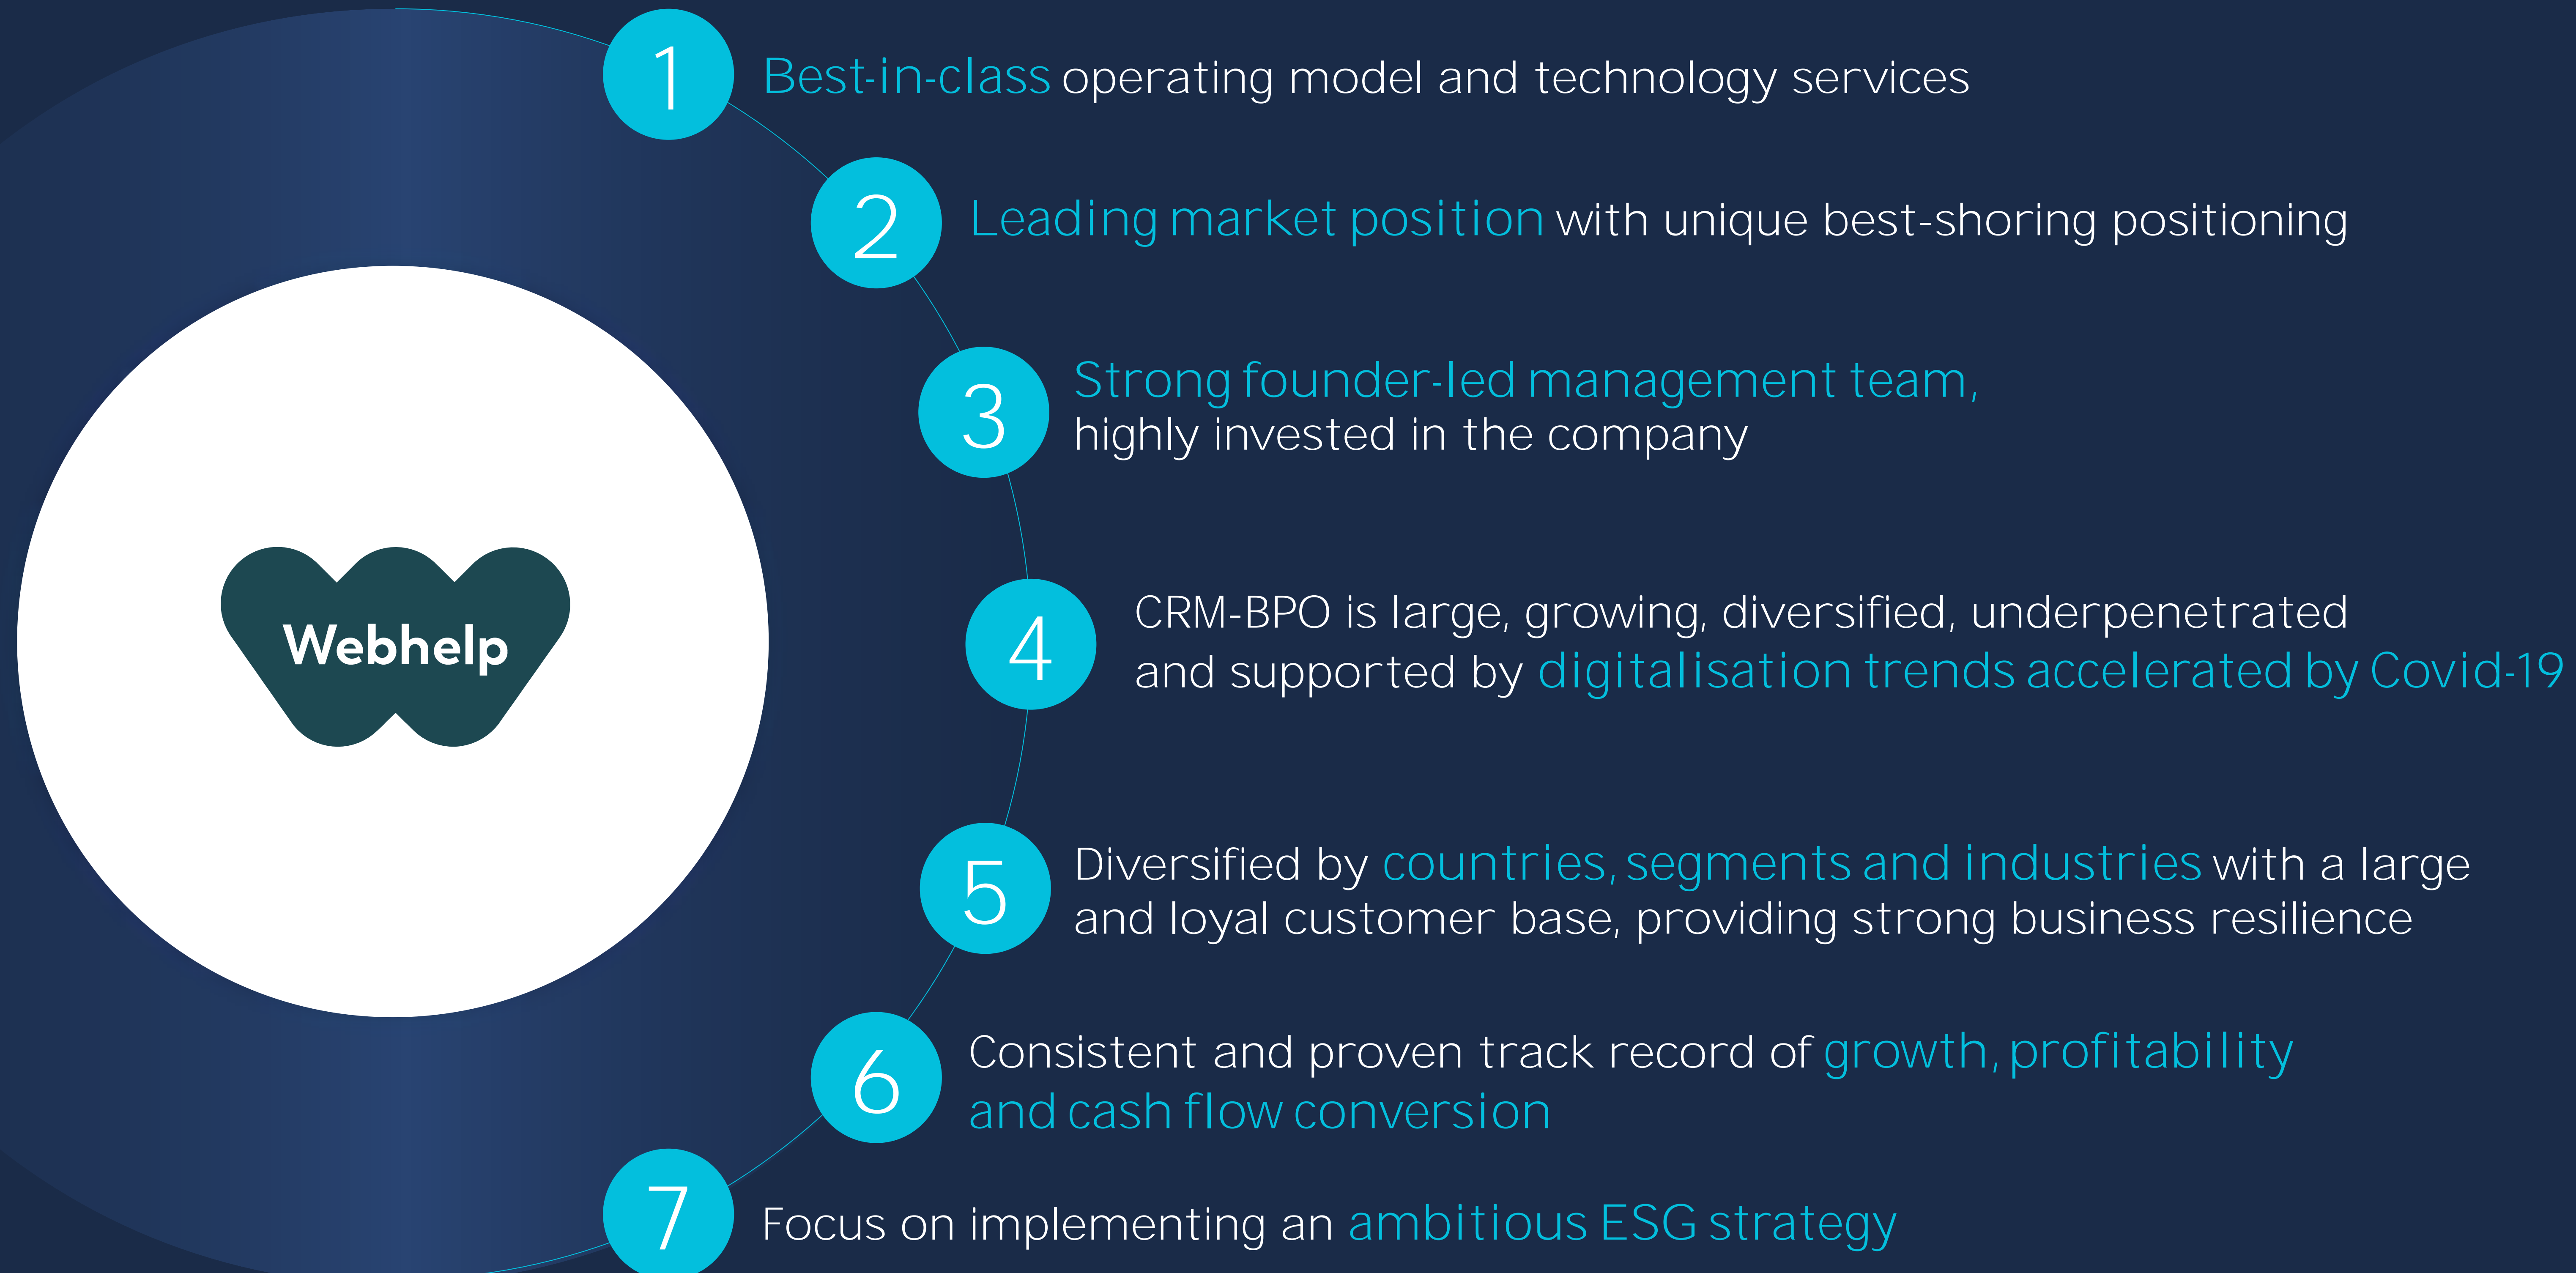 Webhelp
1
Best-in-class operating model and technology services
2
Leading market position with unique best-shoring positioning
3
Strong founder-led management team,
highly invested in the company
4
CRM-BPO is large, growing, diversified, underpenetrated
and supported by digitalisation trends accelerated by Covid-19
5
Diversified by countries, segments and industries with a large
and loyal customer base, providing strong business resilience
6
Consistent and proven track record of growth, profitability
and cash flow conversion
7
Focus on implementing an ambitious ESG strategy